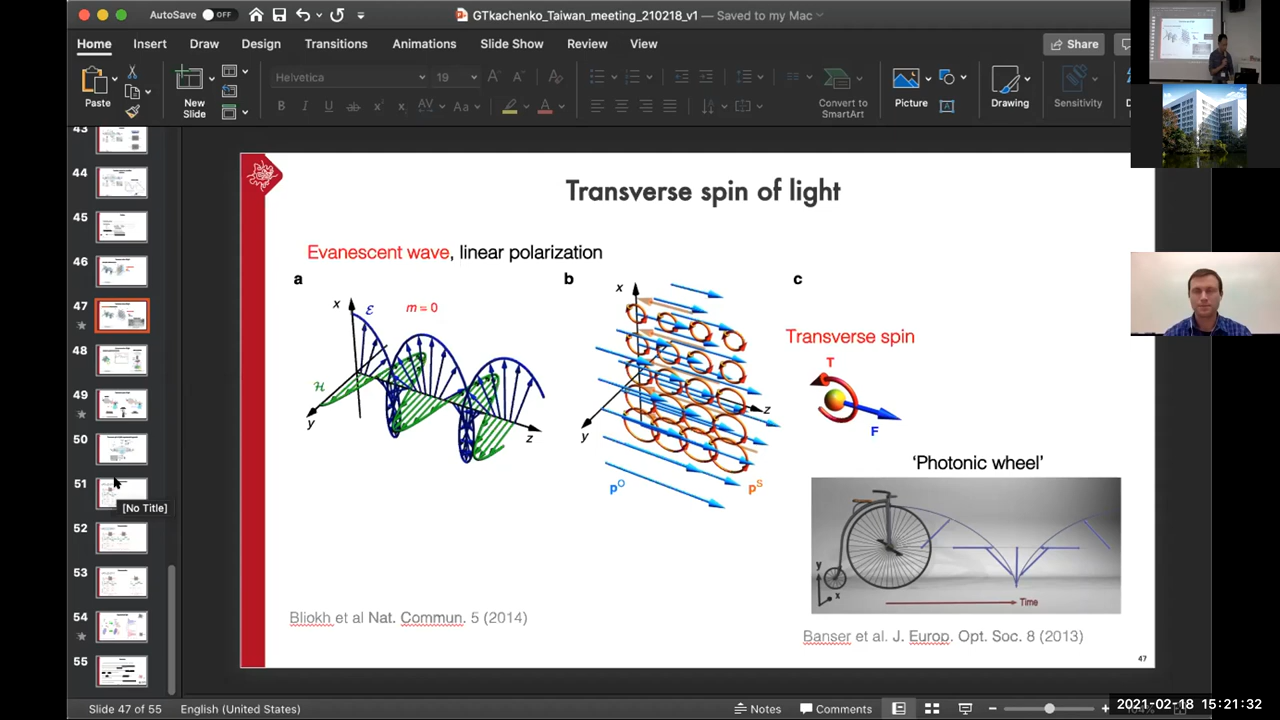 AutoSave OFF
enko_Taiwan_meeting_210218_v1 — Saved to my Mac
Home Insert Draw Design Transitions Animations Slide Show Review View
Share
Paste
New Slide
Helvetica 19
Convert to SmartArt
Picture
Drawing
Sensitivity
43
44
45
46
47
48
49
50
51
[No Title]
52
53
54
55
Transverse spin of light
Evanescent wave, linear polarization
a
x
ℰ
m = 0
ℋ
y
z
b
x
y
z
pᴼ
pˢ
c
Transverse spin
T
F
'Photonic wheel'
y
x
Time
Bliokh et al Nat. Commun. 5 (2014)
Banser et al. J. Europ. Opt. Soc. 8 (2013)
47
Slide 47 of 55 English (United States)
Notes Comments
2021-02-18 15:21:32